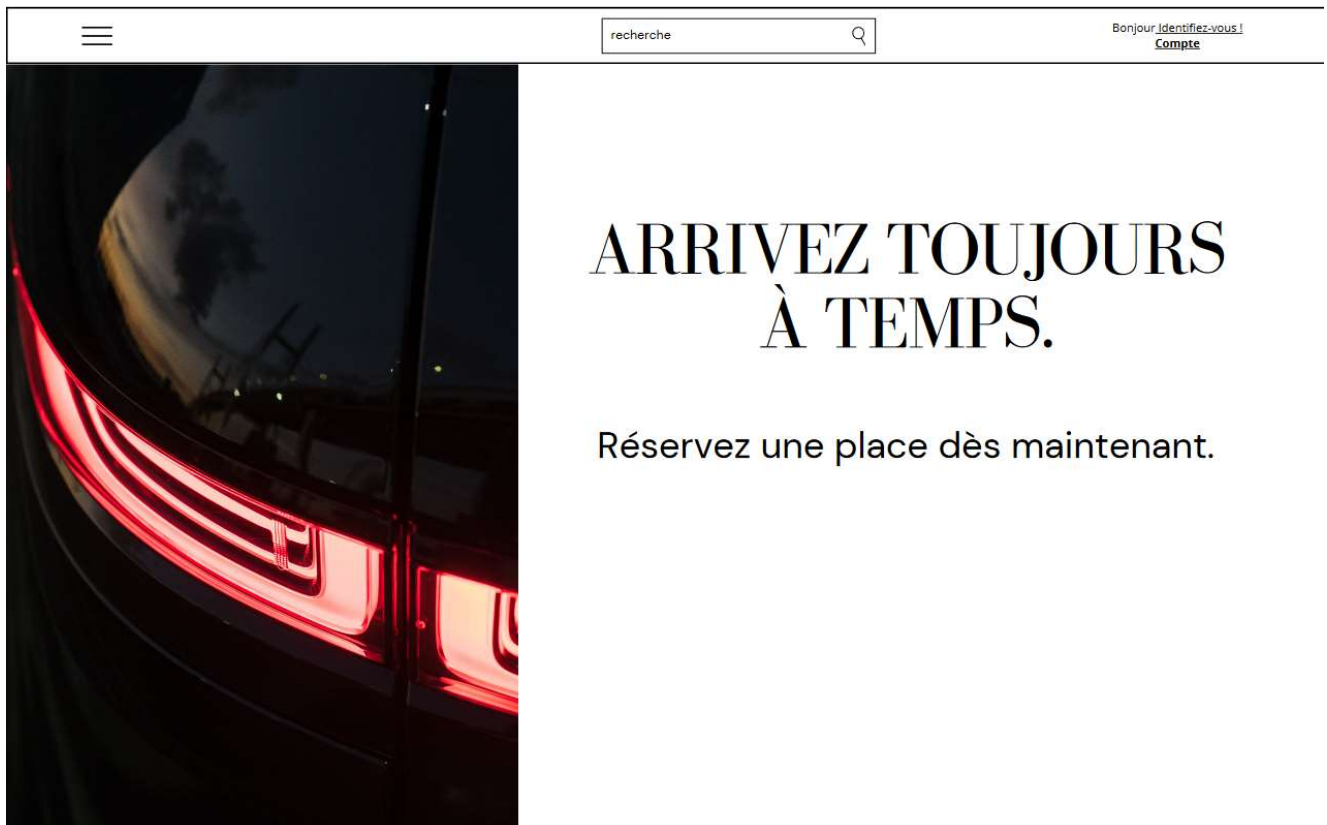 recherche
Bonjour Identifiez-vous !
Compte
ARRIVEZ TOUJOURS
À TEMPS.
Réservez une place dès maintenant.